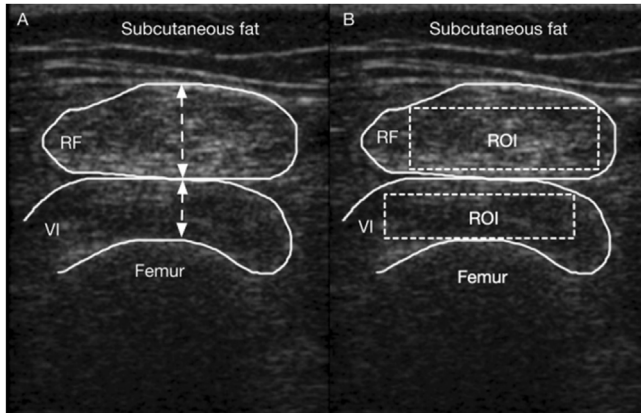 A
Subcutaneous fat
RF
VI
Femur
B
Subcutaneous fat
RF
ROI
VI
ROI
Femur